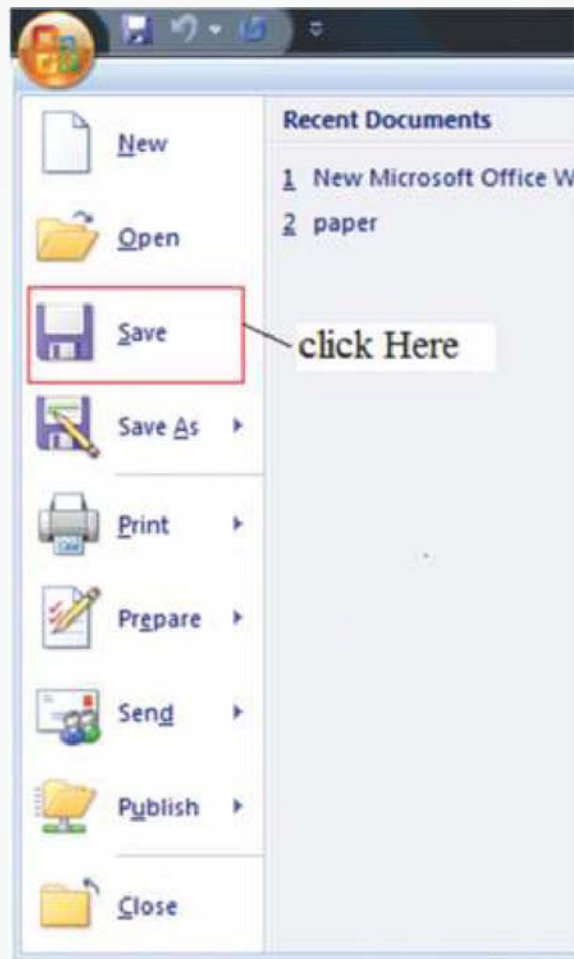 New
Open
Save
Save As
Print
Prepare
Send
Publish
Close
Recent Documents
1 New Microsoft Office W
2 paper
click Here